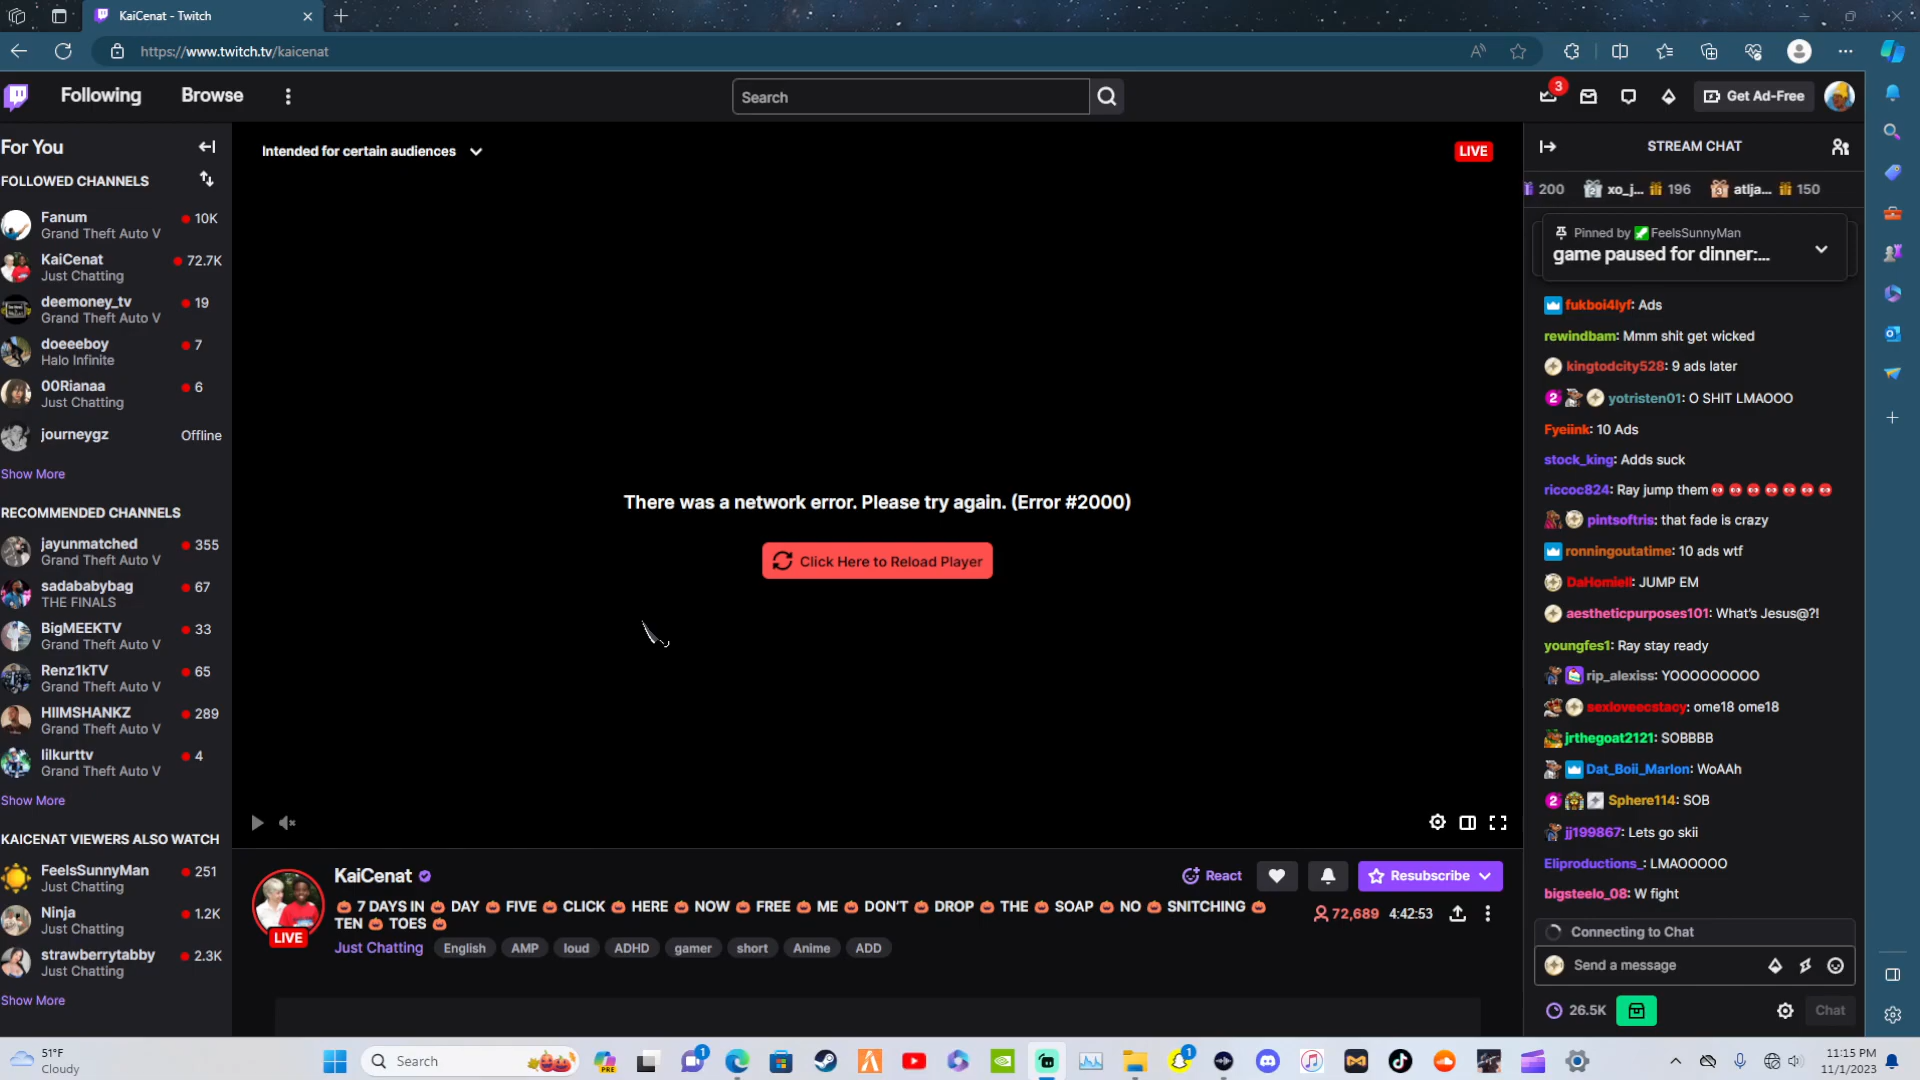 KaiCenat - Twitch
https://www.twitch.tv/kaicenat
Following
Browse
Search
3
Get Ad-Free
For You
FOLLOWED CHANNELS
Fanum
10K
Grand Theft Auto V
KaiCenat
72.7K
Just Chatting
deemoney_tv
19
Grand Theft Auto V
doeeeboy
7
Halo Infinite
00Rianaa
6
Just Chatting
journeygz
Offline
Show More
RECOMMENDED CHANNELS
jayunmatched
355
Grand Theft Auto V
sadababybag
67
THE FINALS
BigMEEKTV
33
Grand Theft Auto V
Renz1kTV
65
Grand Theft Auto V
HIIMSHANKZ
289
Grand Theft Auto V
lilkurttv
4
Grand Theft Auto V
Show More
KAICENAT VIEWERS ALSO WATCH
FeelsSunnyMan
251
Just Chatting
Ninja
1.2K
Just Chatting
strawberrytabby
2.3K
Just Chatting
Show More
Intended for certain audiences
LIVE
There was a network error. Please try again. (Error #2000)
Click Here to Reload Player
LIVE
KaiCenat
React
Resubscribe
7 DAYS IN 🎃 DAY 🎃 FIVE 🎃 CLICK 🎃 HERE 🎃 NOW 🎃 FREE 🎃 ME 🎃 DON'T 🎃 DROP 🎃 THE 🎃 SOAP 🎃 NO 🎃 SNITCHING 🎃
TEN 🎃 TOES 🎃
72,689 4:42:53
Just Chatting English AMP loud ADHD gamer short Anime ADD
STREAM CHAT
200 2 xo_j... 196 3 atlja... 150
Pinned by FeelsSunnyMan
game paused for dinner:...
fukboi4lyf: Ads
rewindbam: Mmm shit get wicked
kingtodcity528: 9 ads later
2 yotristen01: O SHIT LMAOOO
Fyeiink: 10 Ads
stock_king: Adds suck
riccoc824: Ray jump them
pintsoftris: that fade is crazy
ronningoutatime: 10 ads wtf
DaHomieII: JUMP EM
aestheticpurposes101: What's Jesus@?!
youngfes1: Ray stay ready
rip_alexiss: YOOOOOOOOO
sexloveecstacy: ome18 ome18
jrthegoat2121: SOBBBB
Dat_Boii_Marlon: WoAAh
2 Sphere114: SOB
jj199867: Lets go skii
Eliproductions_: LMAOOOOO
bigsteelo_08: W fight
Connecting to Chat
Send a message
26.5K
Chat
51°F
Cloudy
Search
PRE
1
1
11:15 PM
11/1/2023